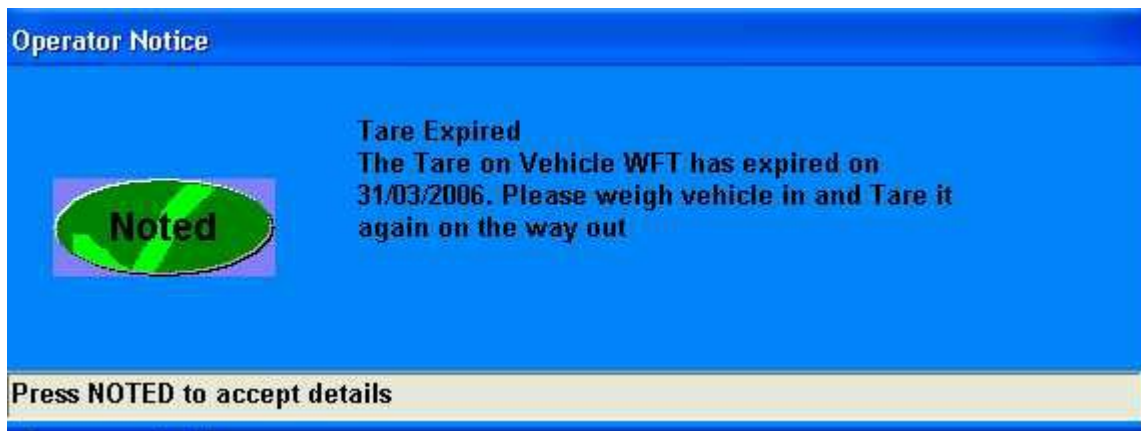 Operator Notice
Tare Expired
The Tare on Vehicle WFT has expired on
31/03/2006. Please weigh vehicle in and Tare it
again on the way out
Noted
Press NOTED to accept details